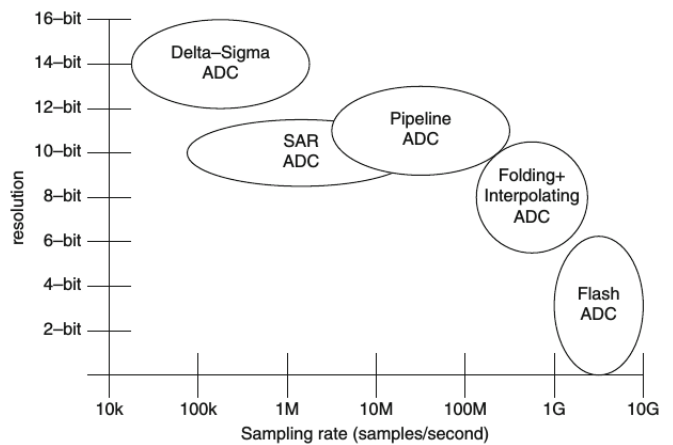 16–bit
14–bit
12–bit
10–bit
8–bit
6–bit
4–bit
2–bit
resolution
Delta–Sigma
ADC
SAR
ADC
Pipeline
ADC
Folding+
Interpolating
ADC
Flash
ADC
10k
100k
1M
10M
100M
1G
10G
Sampling rate (samples/second)